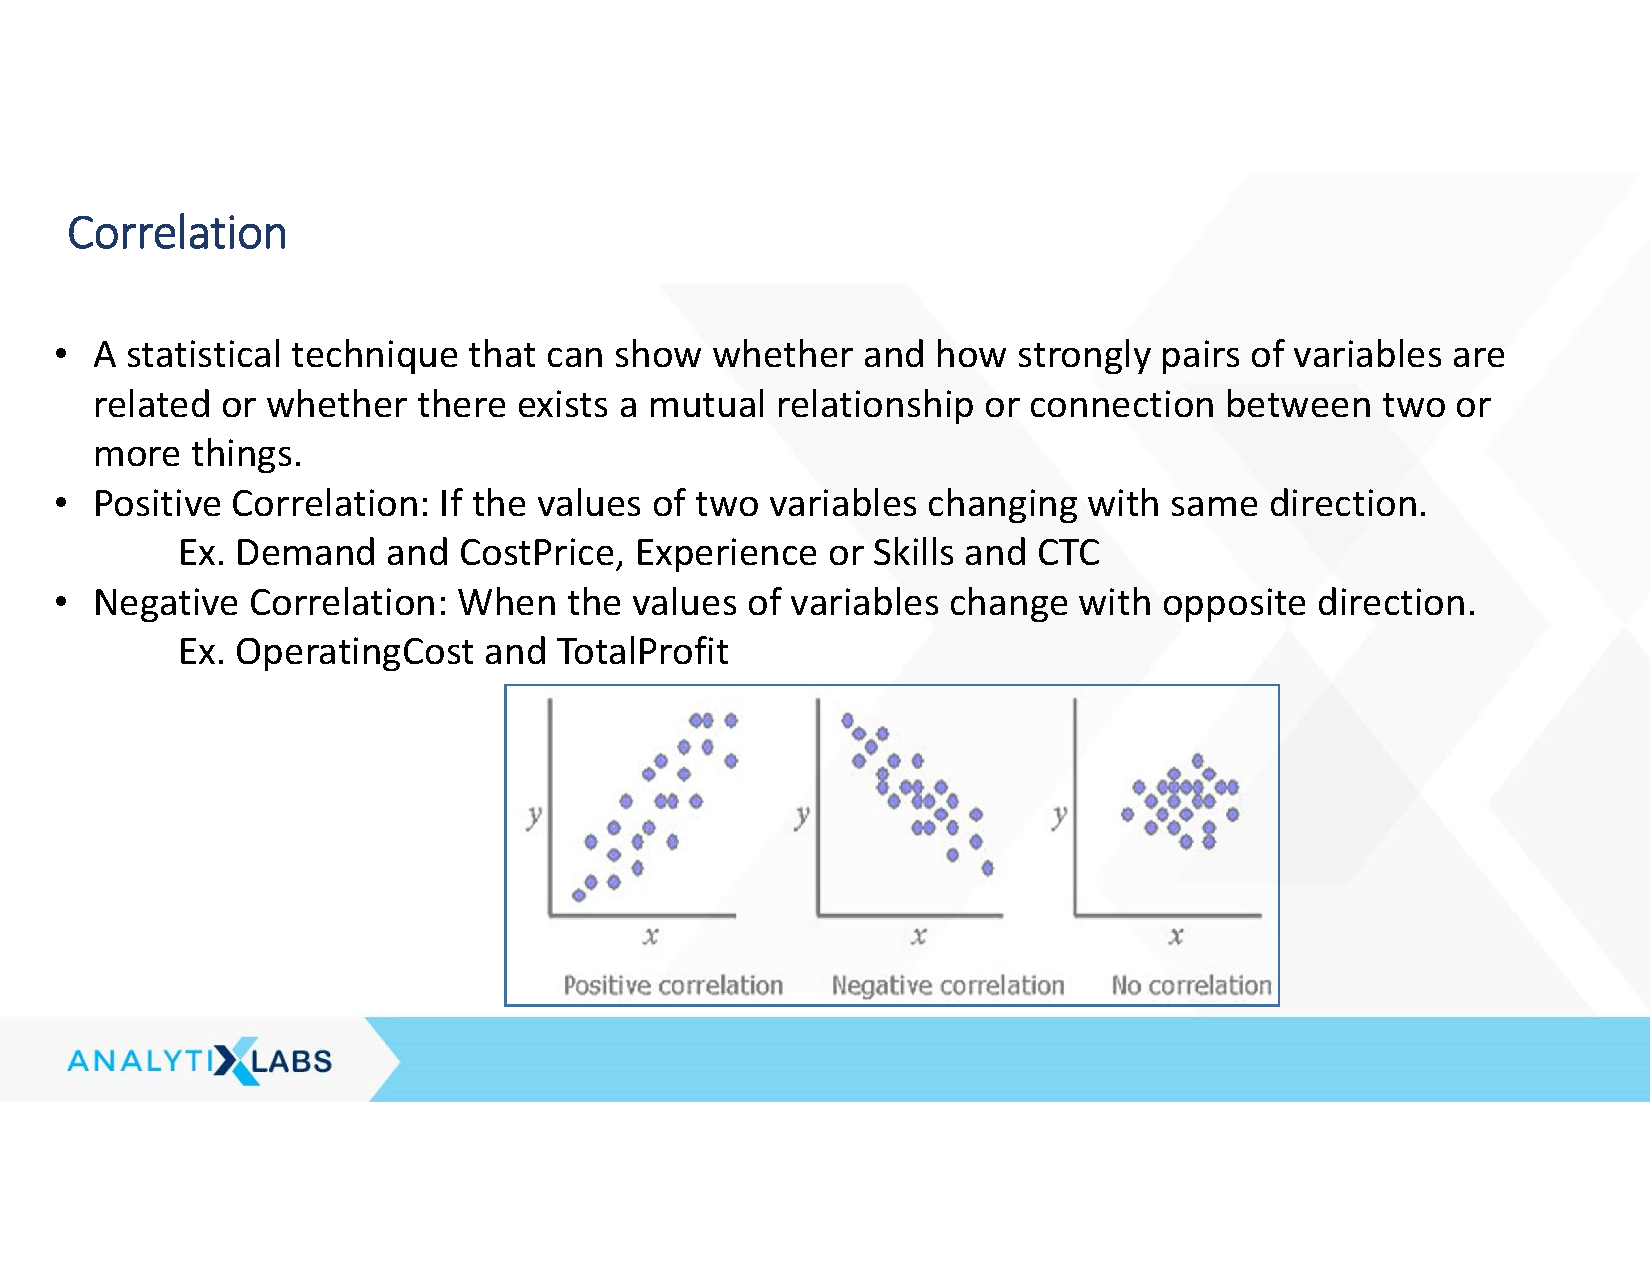 Correlation
• A statistical technique that can show whether and how strongly pairs of variables are
related or whether there exists a mutual relationship or connection between two or
more things.
• Positive Correlation: If the values of two variables changing with same direction.
Ex. Demand and CostPrice, Experience or Skills and CTC
• Negative Correlation: When the values of variables change with opposite direction.
Ex. OperatingCost and TotalProfit
y y y
x x x
Positive correlation Negative correlation No correlation
ANALYTIXLABS